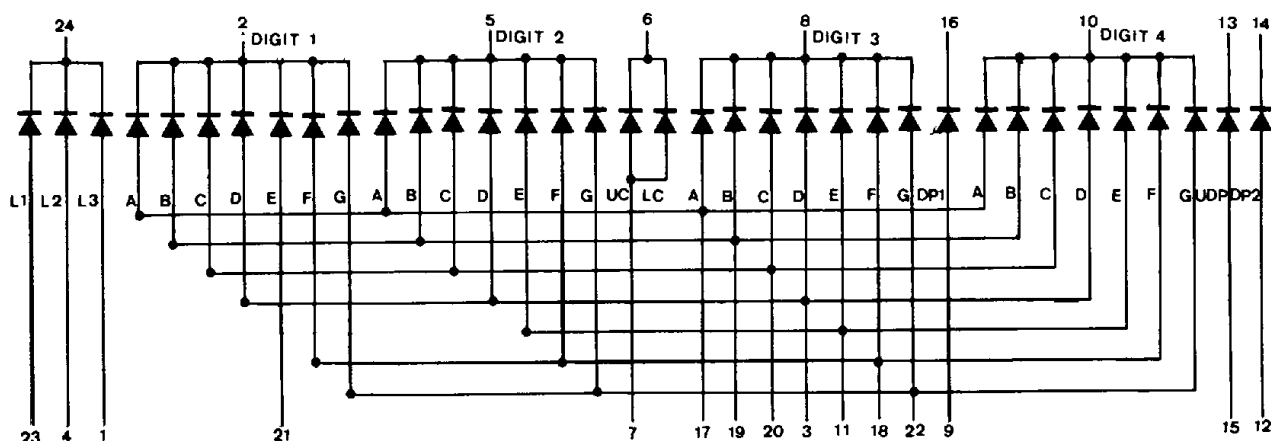 24 2 DIGIT 1 5 DIGIT 2 6 8 DIGIT 3 16 10 DIGIT 4 13 14
L1 L2 L3 A B C D E F G A B C D E F G UC LC A B C D E F G DP1 A B C D E F G UDP DP2
23 4 1 21 7 17 19 20 3 11 18 22 9 15 12